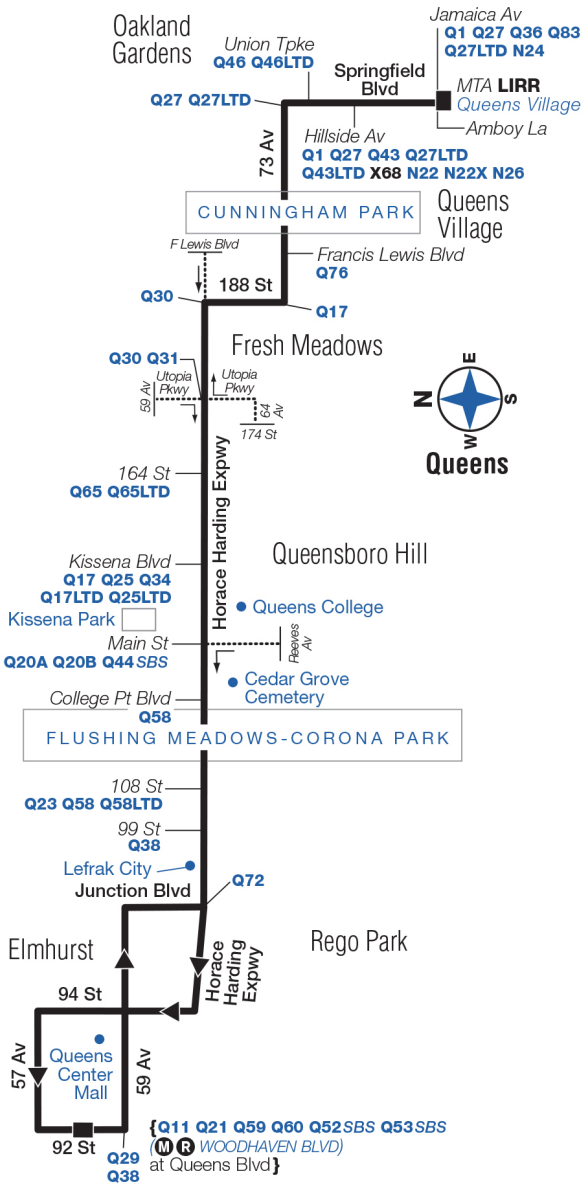 Oakland
Gardens
Jamaica Av
Q1 Q27 Q36 Q83
Q27LTD N24
Union Tpke
Q46 Q46LTD
Springfield
Blvd
MTA LIRR
Queens Village
Q27 Q27LTD
Amboy La
Hillside Av
Q1 Q27 Q43 Q27LTD
Q43LTD X68 N22 N22X N26
73 Av
CUNNINGHAM PARK
Queens
Village
F Lewis Blvd
Francis Lewis Blvd
Q76
188 St
Q30
Q17
Fresh Meadows
Q30 Q31
59 Av
Utopia
Pkwy
Utopia
Pkwy
64
Av
174 St
E
N
S
W
Queens
Horace Harding Expwy
164 St
Q65 Q65LTD
Kissena Blvd
Q17 Q25 Q34
Q17LTD Q25LTD
Queensboro Hill
Kissena Park
Queens College
Main St
Q20A Q20B Q44SBS
Reeves
Av
Cedar Grove
Cemetery
College Pt Blvd
Q58
FLUSHING MEADOWS-CORONA PARK
108 St
Q23 Q58 Q58LTD
99 St
Q38
Lefrak City
Junction Blvd
Q72
Elmhurst
Rego Park
Horace
Harding
Expwy
94 St
57 Av
Queens
Center
Mall
59 Av
92 St
Q29
Q38
{Q11 Q21 Q59 Q60 Q52SBS Q53SBS
(M R WOODHAVEN BLVD)
at Queens Blvd}